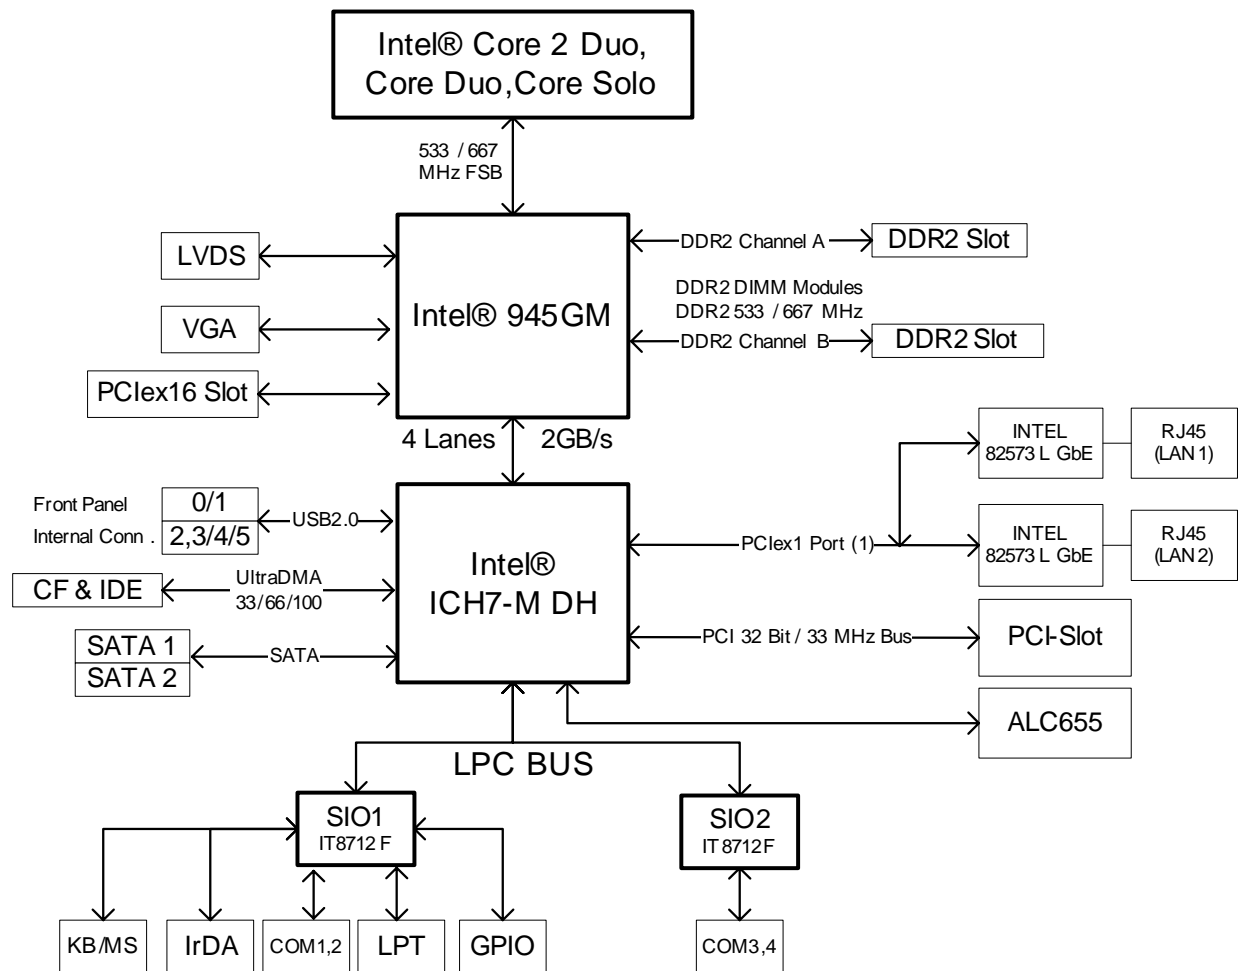 Intel® Core 2 Duo,
Core Duo,Core Solo
533 / 667
MHz FSB
LVDS
VGA
PCIex16 Slot
Intel® 945GM
DDR2 Channel A
DDR2 Slot
DDR2 DIMM Modules
DDR2 533 / 667 MHz
DDR2 Channel B
DDR2 Slot
4 Lanes
2GB/s
Front Panel
0/1
Internal Conn .
2,3/4/5
USB2.0
CF & IDE
UltraDMA
33/66/100
SATA 1
SATA 2
SATA
Intel®
ICH7-M DH
PCIex1 Port (1)
INTEL
82573 L GbE
RJ45
(LAN 1)
INTEL
82573 L GbE
RJ45
(LAN 2)
PCI 32 Bit / 33 MHz Bus
PCI-Slot
ALC655
LPC BUS
SIO1
IT8712 F
SIO2
IT8712F
KB/MS
IrDA
COM1,2
LPT
GPIO
COM3,4